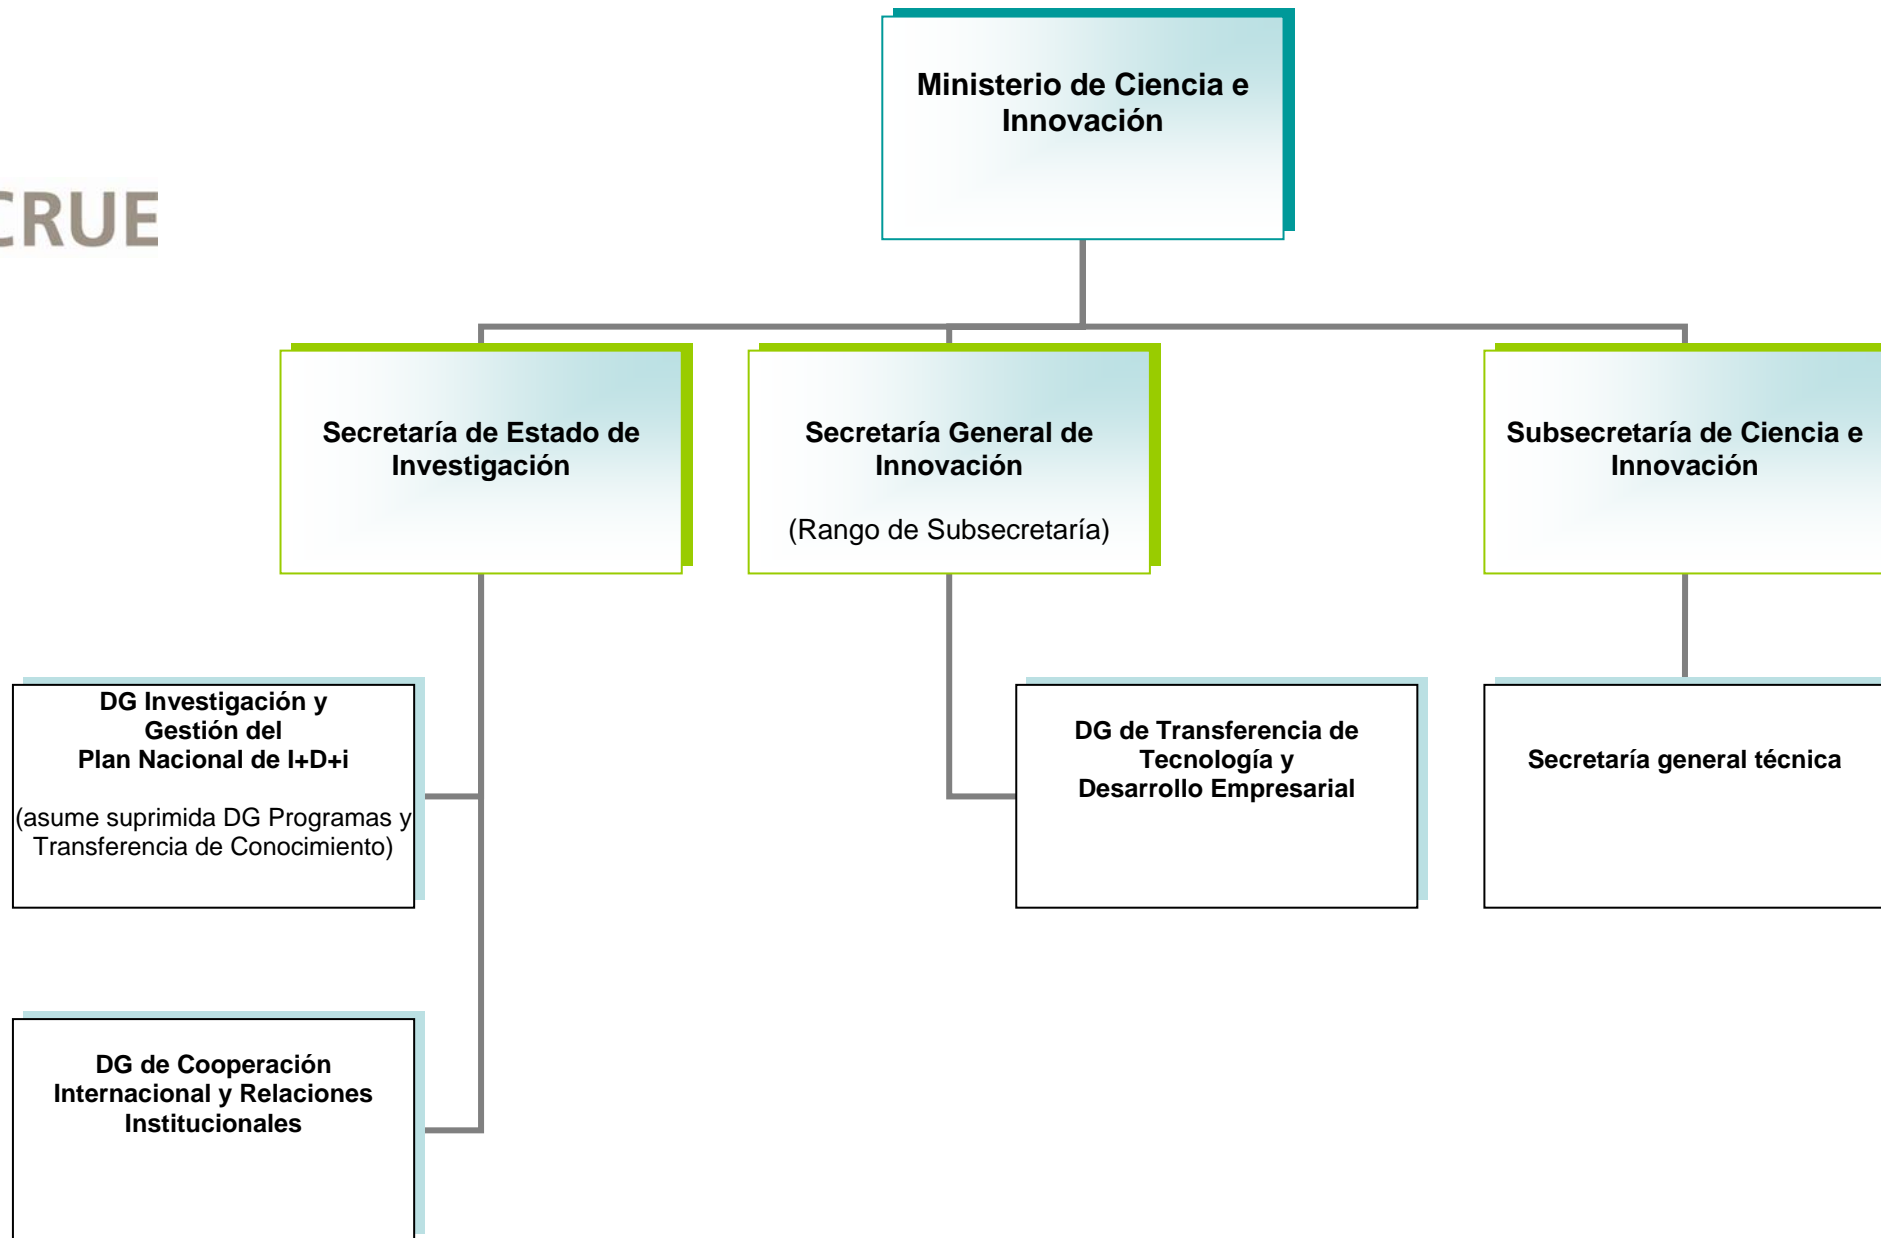 Ministerio de Ciencia e
Innovación
CRUE
Secretaría de Estado de
Investigación
Secretaría General de
Innovación
(Rango de Subsecretaría)
Subsecretaría de Ciencia e
Innovación
DG Investigación y
Gestión del
Plan Nacional de I+D+i
(asume suprimida DG Programas y
Transferencia de Conocimiento)
DG de Transferencia de
Tecnología y
Desarrollo Empresarial
Secretaría general técnica
DG de Cooperación
Internacional y Relaciones
Institucionales